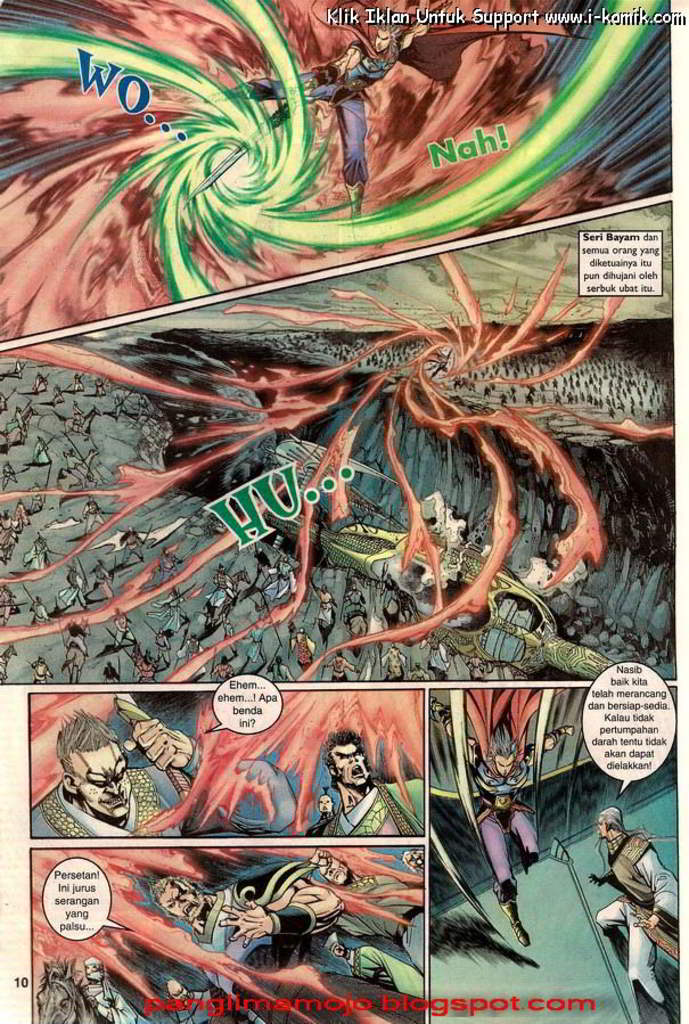 Klik Iklan Untuk Support www.i-kamik.com
WO...
Nah!
Seri Bayam dan
semua orang yang
diketuainya itu
pun dihujani oleh
serbuk ubat itu.
HU...
Ehem...
ehem...! Apa
benda
ini?
Nasib
baik kita
telah merancang
dan bersiap-sedia.
Kalau tidak
pertumpahan
darah tentu tidak
akan dapat
dielakkan!
Persetan!
Ini jurus
serangan
yang
palsu...
10
panglimamojo.blogspot.com